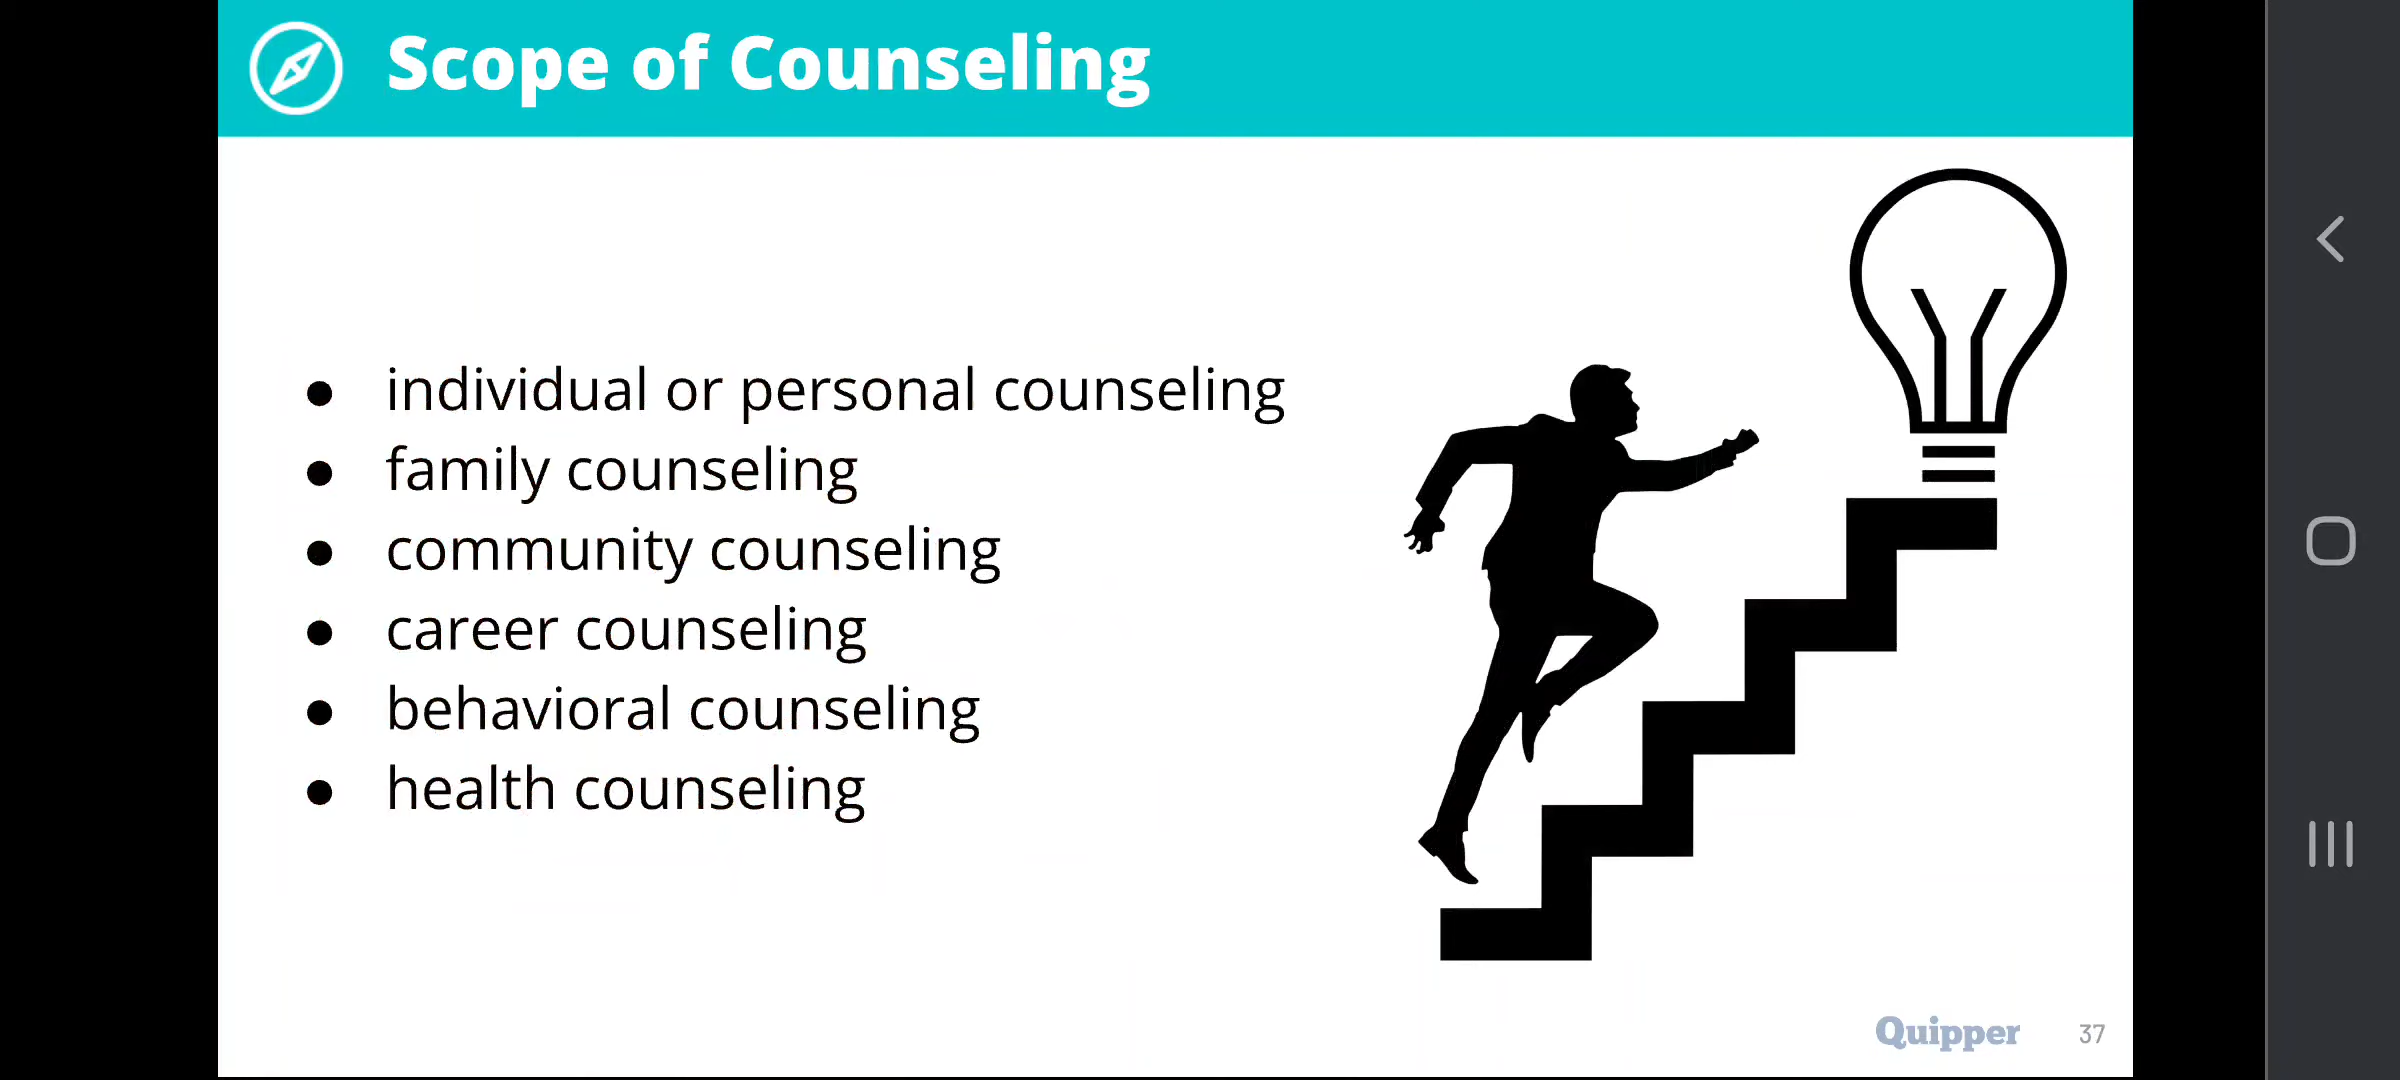 Scope of Counseling
● individual or personal counseling
● family counseling
● community counseling
● career counseling
● behavioral counseling
● health counseling
Quipper 37